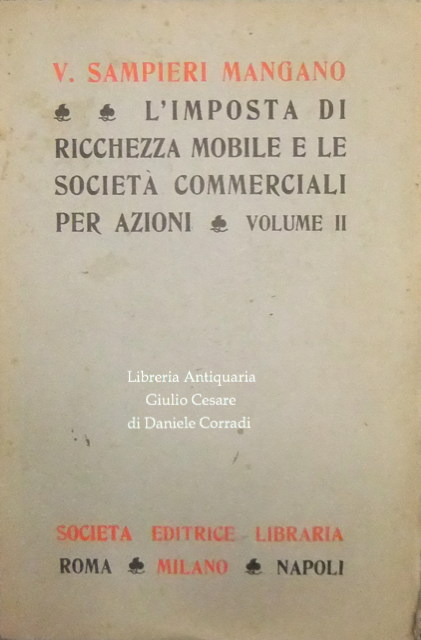 V. SAMPIERI MANGANO
L'IMPOSTA DI
RICCHEZZA MOBILE E LE
SOCIETÀ COMMERCIALI
PER AZIONI VOLUME II
Libreria Antiquaria
Giulio Cesare
di Daniele Corradi
SOCIETA EDITRICE LIBRARIA
ROMA MILANO NAPOLI